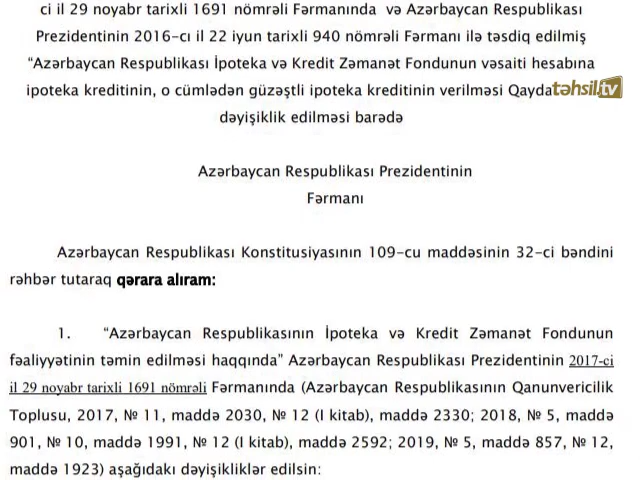 ci il 29 noyabr tarixli 1691 nömrəli Fərmanında və Azərbaycan Respublikası
Prezidentinin 2016-cı il 22 iyun tarixli 940 nömrəli Fərmanı ilə təsdiq edilmiş
“Azərbaycan Respublikası İpoteka və Kredit Zəmanət Fondunun vəsaiti hesabına
ipoteka kreditinin, o cümlədən güzəştli ipoteka kreditinin verilməsi Qayda
təhsil.tv
dəyişiklik edilməsi barədə
Azərbaycan Respublikası Prezidentinin
Fərmanı
Azərbaycan Respublikası Konstitusiyasının 109-cu maddəsinin 32-ci bəndini
rəhbər tutaraq qərara alıram:
1. “Azərbaycan Respublikasının İpoteka və Kredit Zəmanət Fondunun
fəaliyyətinin təmin edilməsi haqqında” Azərbaycan Respublikası Prezidentinin 2017-ci
il 29 noyabr tarixli 1691 nömrəli Fərmanında (Azərbaycan Respublikasının Qanunvericilik
Toplusu, 2017, № 11, maddə 2030, № 12 (I kitab), maddə 2330; 2018, № 5, maddə
901, № 10, maddə 1991, № 12 (I kitab), maddə 2592; 2019, № 5, maddə 857, № 12,
maddə 1923) aşağıdakı dəyişikliklər edilsin: